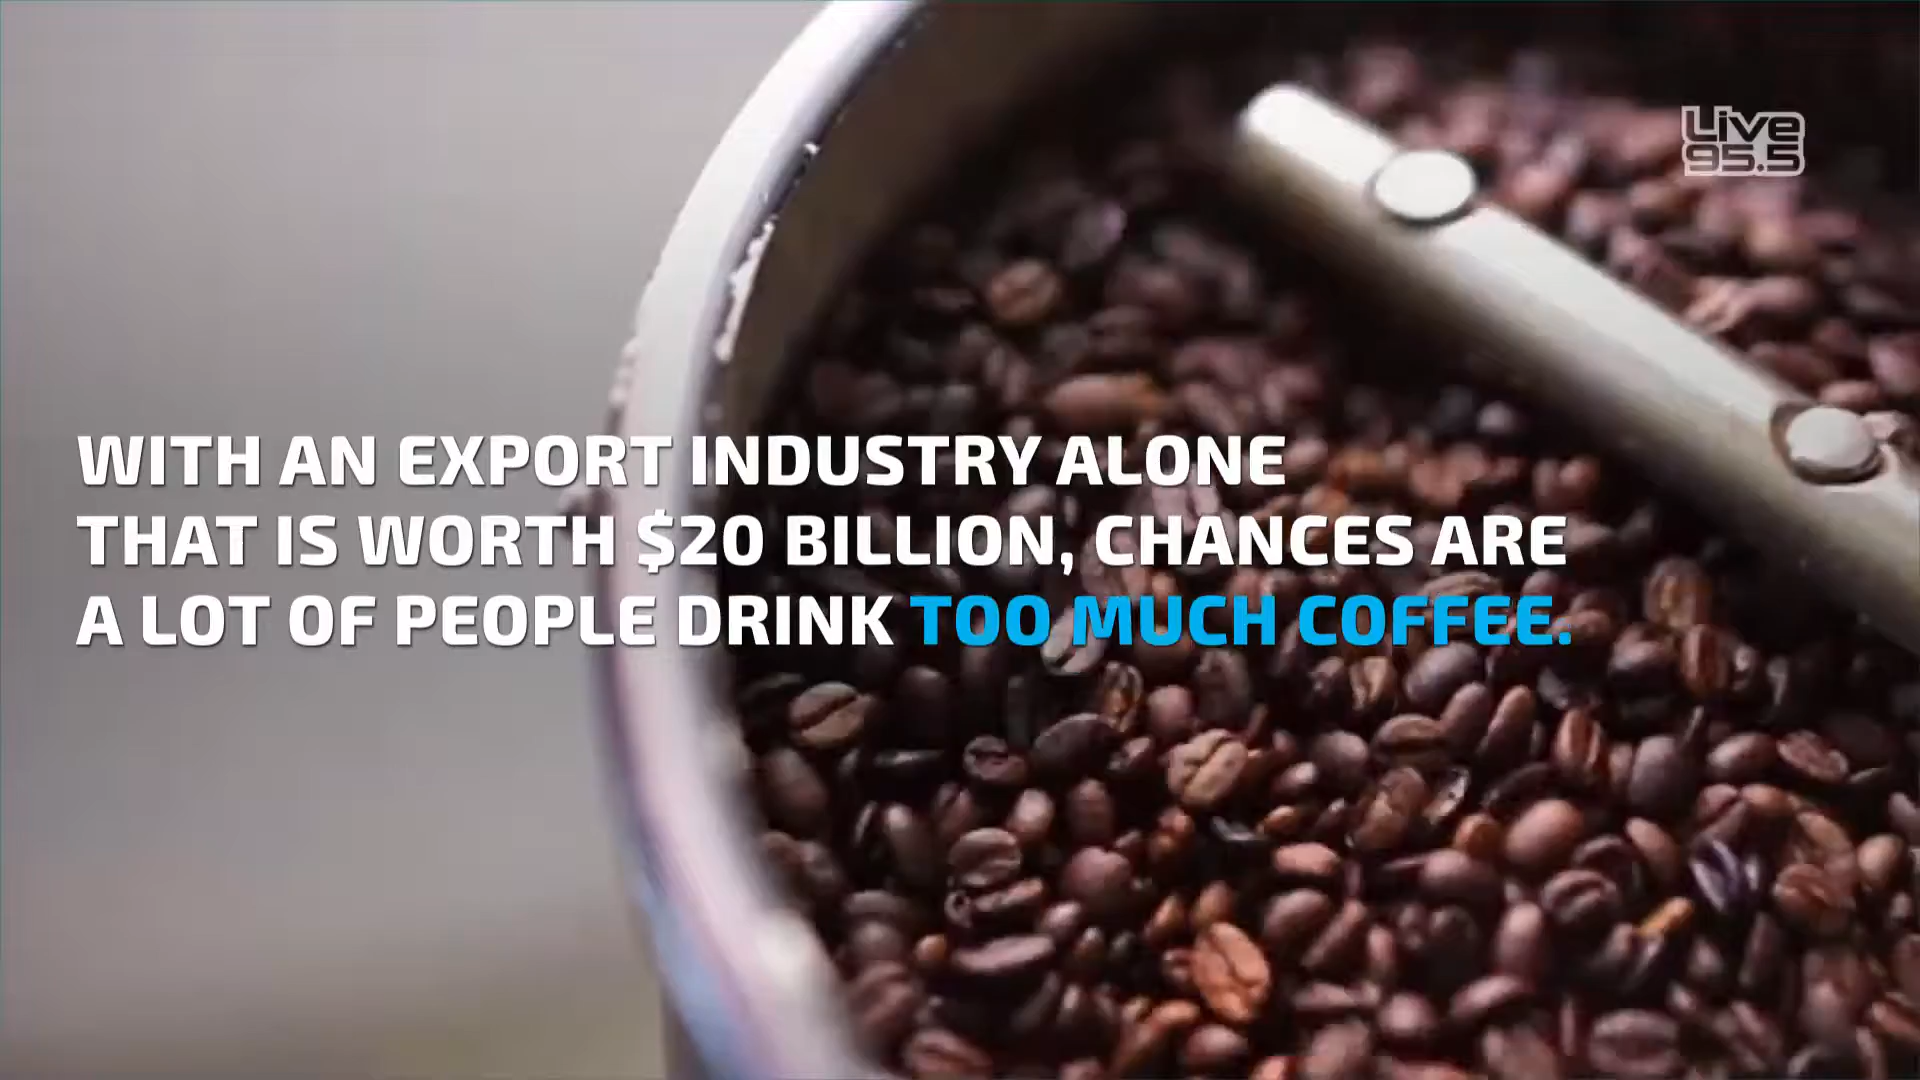 Live
95.5
WITH AN EXPORT INDUSTRY ALONE
THAT IS WORTH $20 BILLION, CHANCES ARE
A LOT OF PEOPLE DRINK TOO MUCH COFFEE.